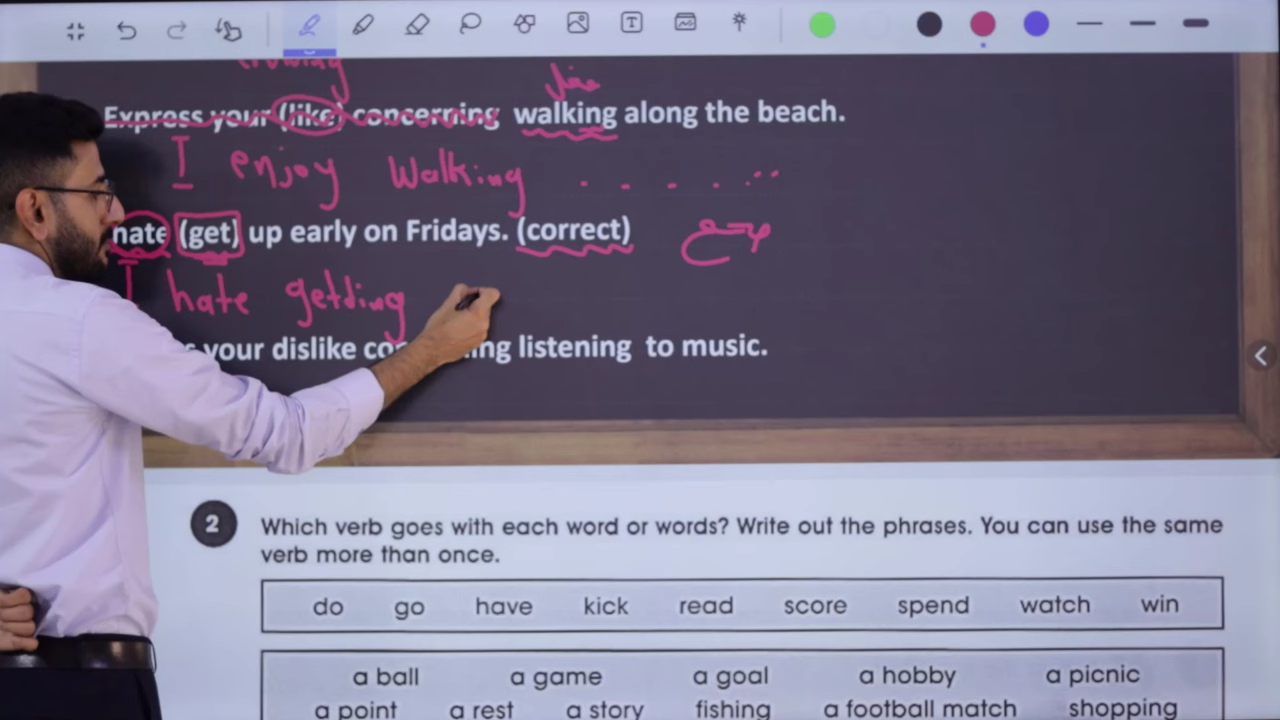 Express your (like) concerning walking along the beach.
I enjoy Walking . . . . . . .
hate (get) up early on Fridays. (correct)
I hate getting
your dislike listening to music.
2
Which verb goes with each word or words? Write out the phrases. You can use the same
verb more than once.
do go have kick read score spend watch win
a ball a game a goal a hobby a picnic
a point a rest a story fishing a football match shopping